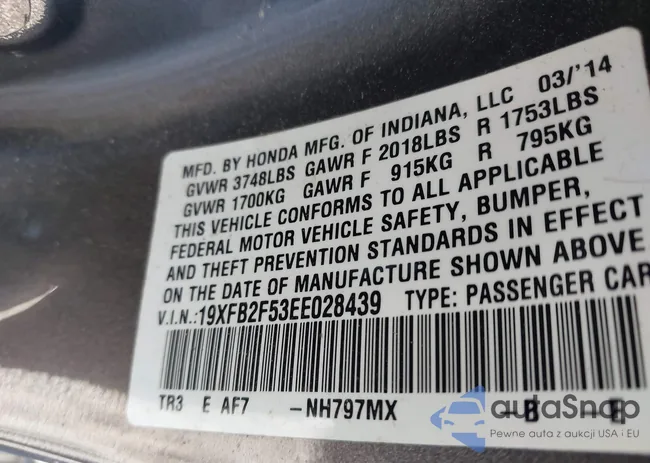 MFD. BY HONDA MFG. OF INDIANA, LLC 03/'14
GVWR 3748LBS GAWR F 2018LBS R 1753LBS
GVWR 1700KG GAWR F 915KG R 795KG
THIS VEHICLE CONFORMS TO ALL APPLICABLE
FEDERAL MOTOR VEHICLE SAFETY, BUMPER,
AND THEFT PREVENTION STANDARDS IN EFFECT
ON THE DATE OF MANUFACTURE SHOWN ABOVE
V.I.N.:19XFB2F53EE028439 TYPE: PASSENGER CAR
TR3 E AF7 -NH797MX -B
autoSnap
Pewne auta z aukcji USA i EU